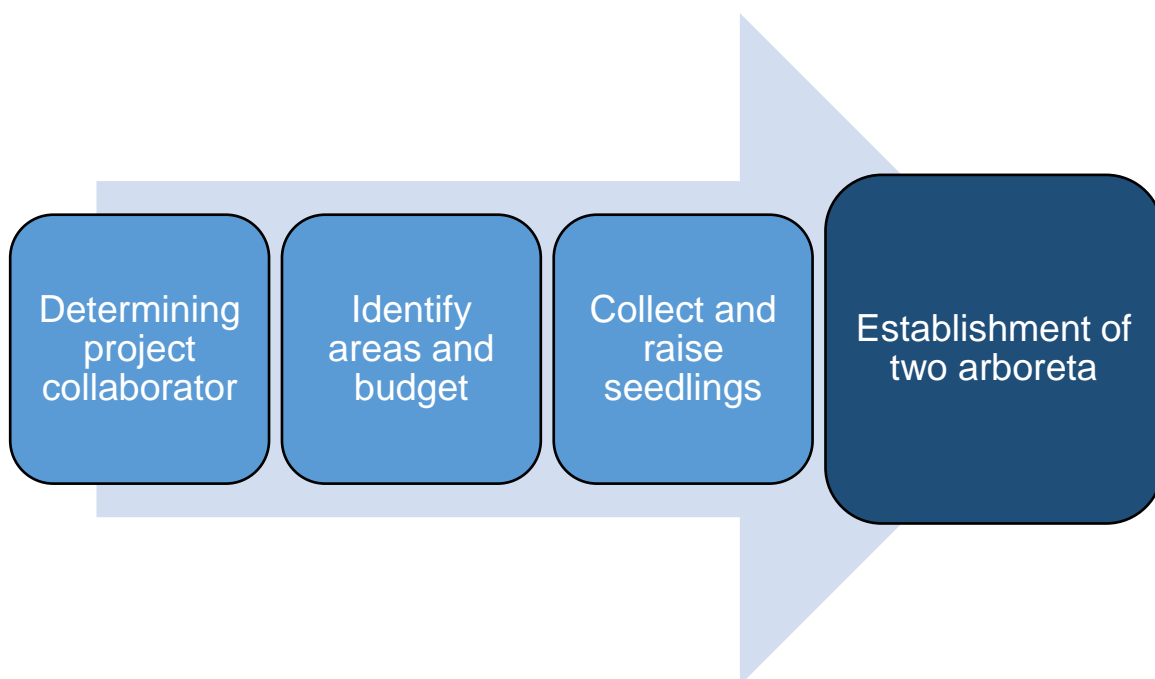 Determining
project
collaborator
Identify
areas and
budget
Collect and
raise
seedlings
Establishment of
two arboreta